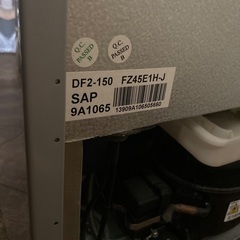 Q.C.
PASSED
B
Q.C.
PASSED
B
DF2-150 FZ45E1H-J
SAP
9A1065
13909A106505660